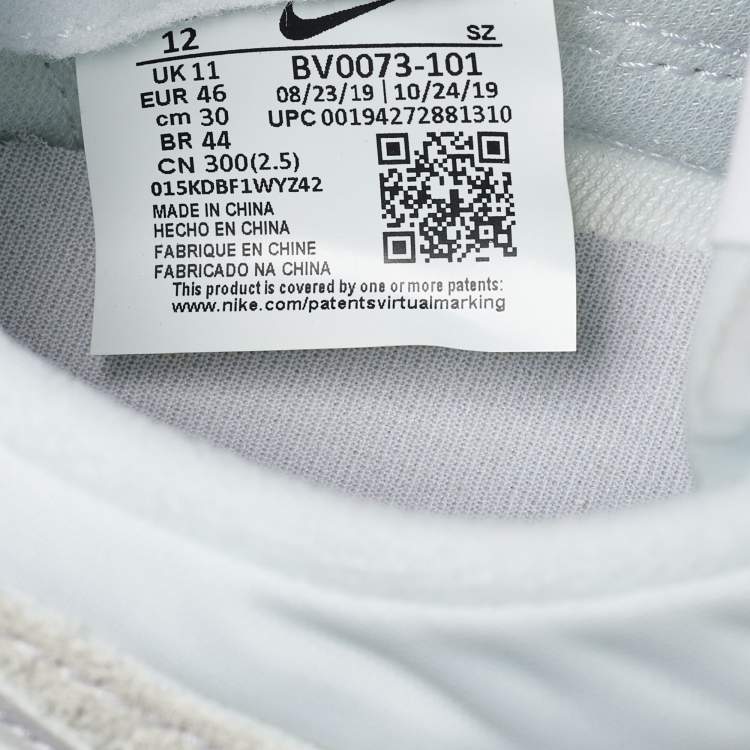 12 SZ
UK 11 BV0073-101
EUR 46 08/23/19 | 10/24/19
cm 30 UPC 00194272881310
BR 44
CN 300(2.5)
015KDBF1WYZ42
MADE IN CHINA
HECHO EN CHINA
FABRIQUE EN CHINE
FABRICADO NA CHINA
This product is covered by one or more patents:
www.nike.com/patentsvirtualmarking